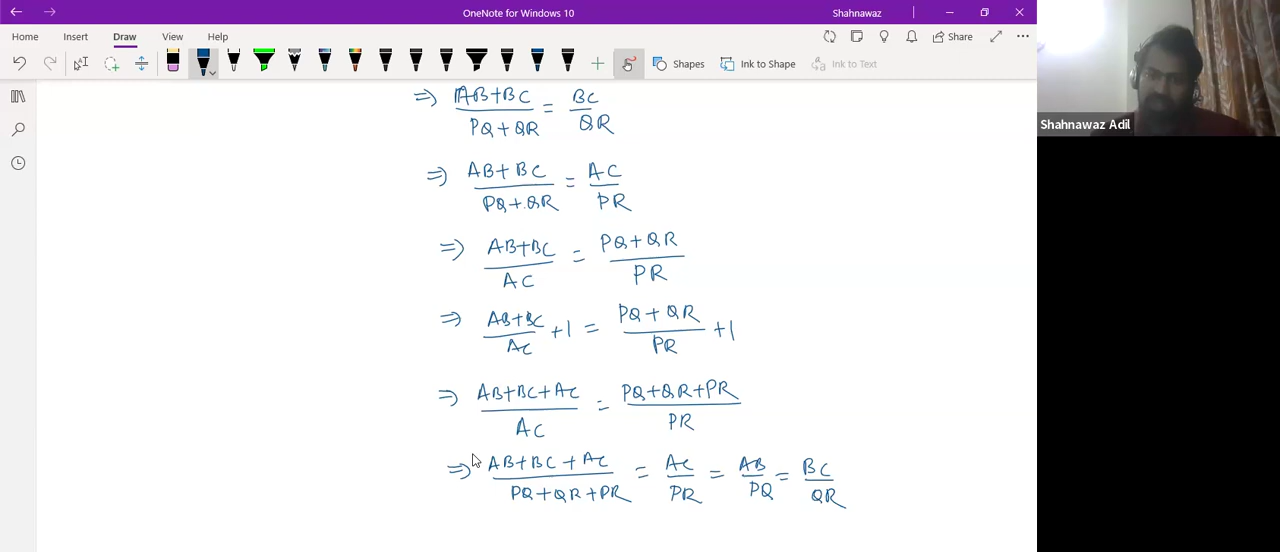 OneNote for Windows 10
Shahnawaz
Home Insert Draw View Help
Share
Shapes Ink to Shape Ink to Text
Shahnawaz Adil
⇒ AB+BC/PQ+QR = BC/QR
⇒ AB+BC/PQ+QR = AC/PR
⇒ AB+BC/AC = PQ+QR/PR
⇒ AB+BC/AC +1 = PQ+QR/PR +1
⇒ AB+BC+AC/AC = PQ+QR+PR/PR
⇒ AB+BC+AC/PQ+QR+PR = AC/PR = AB/PQ = BC/QR